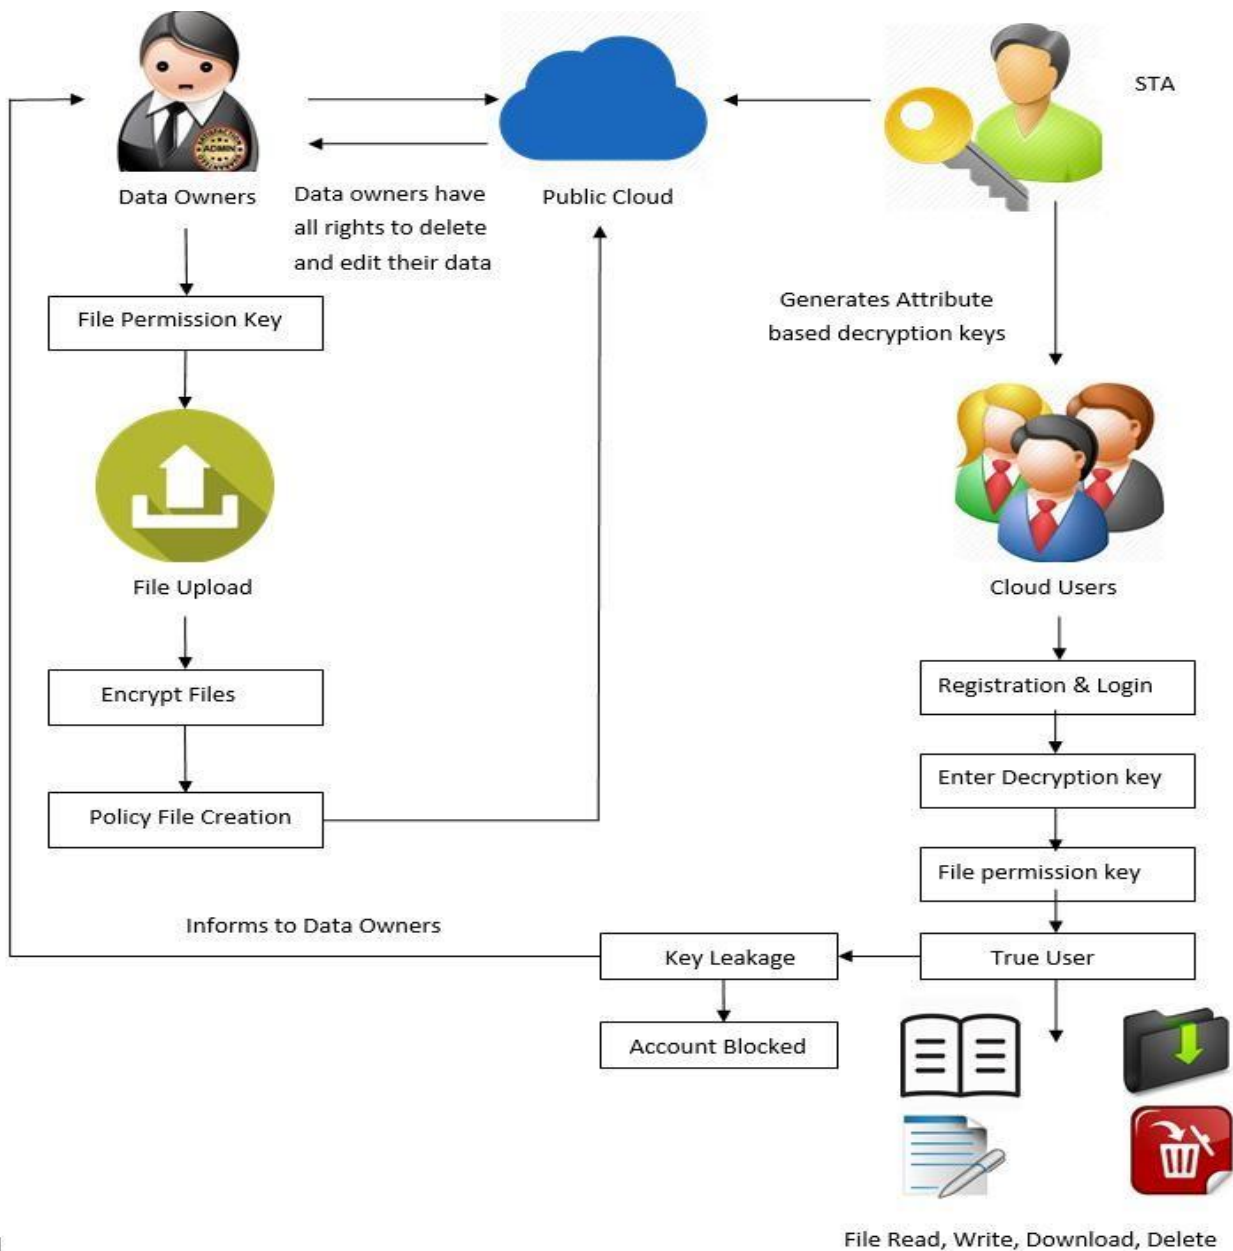 STA
SATISFACTION
ADMIN
Data Owners
Data owners have
all rights to delete
and edit their data
Public Cloud
Generates Attribute
based decryption keys
File Permission Key
File Upload
Encrypt Files
Policy File Creation
Cloud Users
Registration & Login
Enter Decryption key
File permission key
True User
Informs to Data Owners
Key Leakage
Account Blocked
File Read, Write, Download, Delete